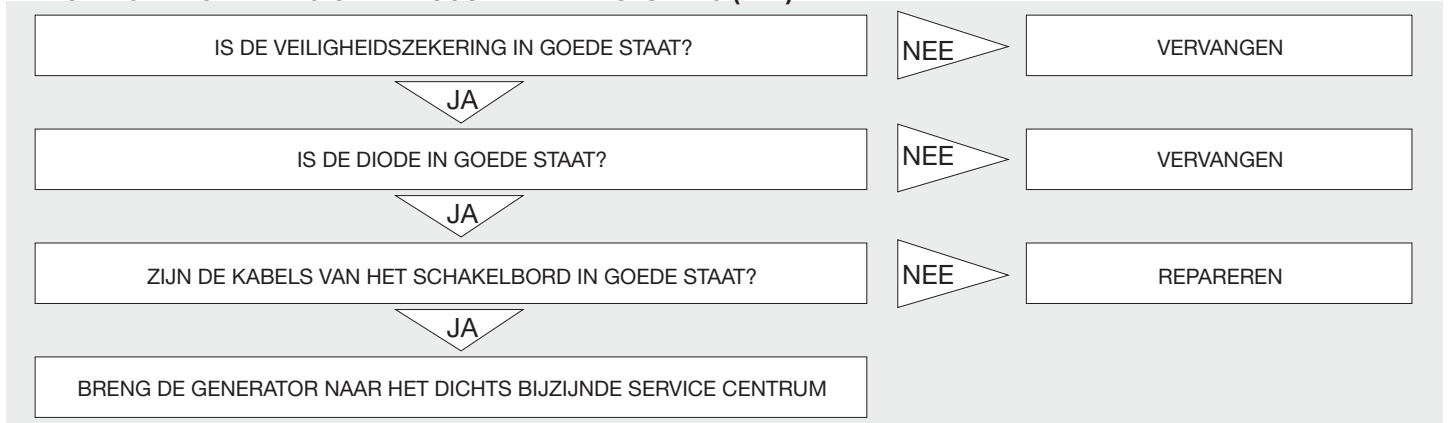 IS DE VEILIGHEIDSZEKERING IN GOEDE STAAT?
NEE
VERVANGEN
JA
IS DE DIODE IN GOEDE STAAT?
NEE
VERVANGEN
JA
ZIJN DE KABELS VAN HET SCHAKELBORD IN GOEDE STAAT?
NEE
REPAREREN
JA
BRENG DE GENERATOR NAAR HET DICHTS BIJZIJNDE SERVICE CENTRUM